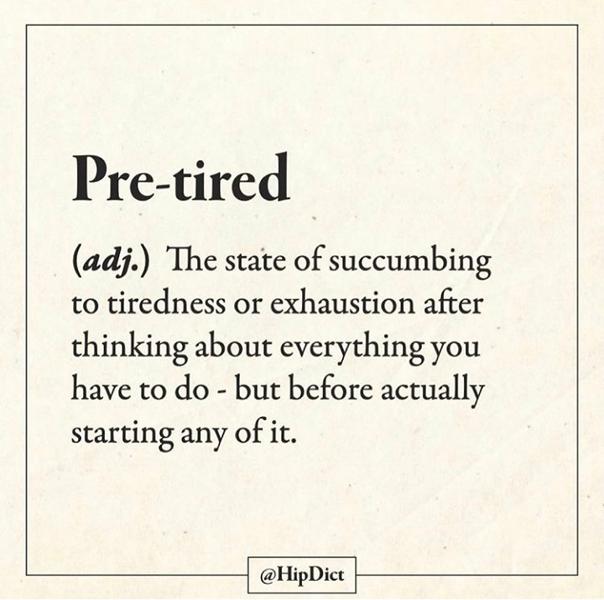 Pre-tired
(adj.) The state of succumbing
to tiredness or exhaustion after
thinking about everything you
have to do - but before actually
starting any of it.
@HipDict